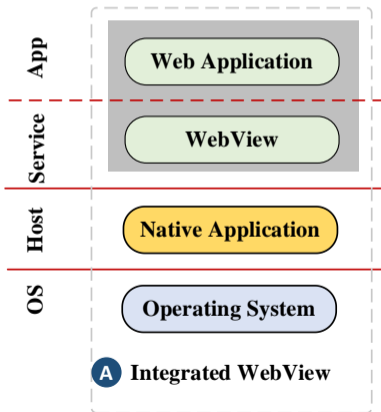 App
Web Application
Service
WebView
Host
Native Application
OS
Operating System
A Integrated WebView